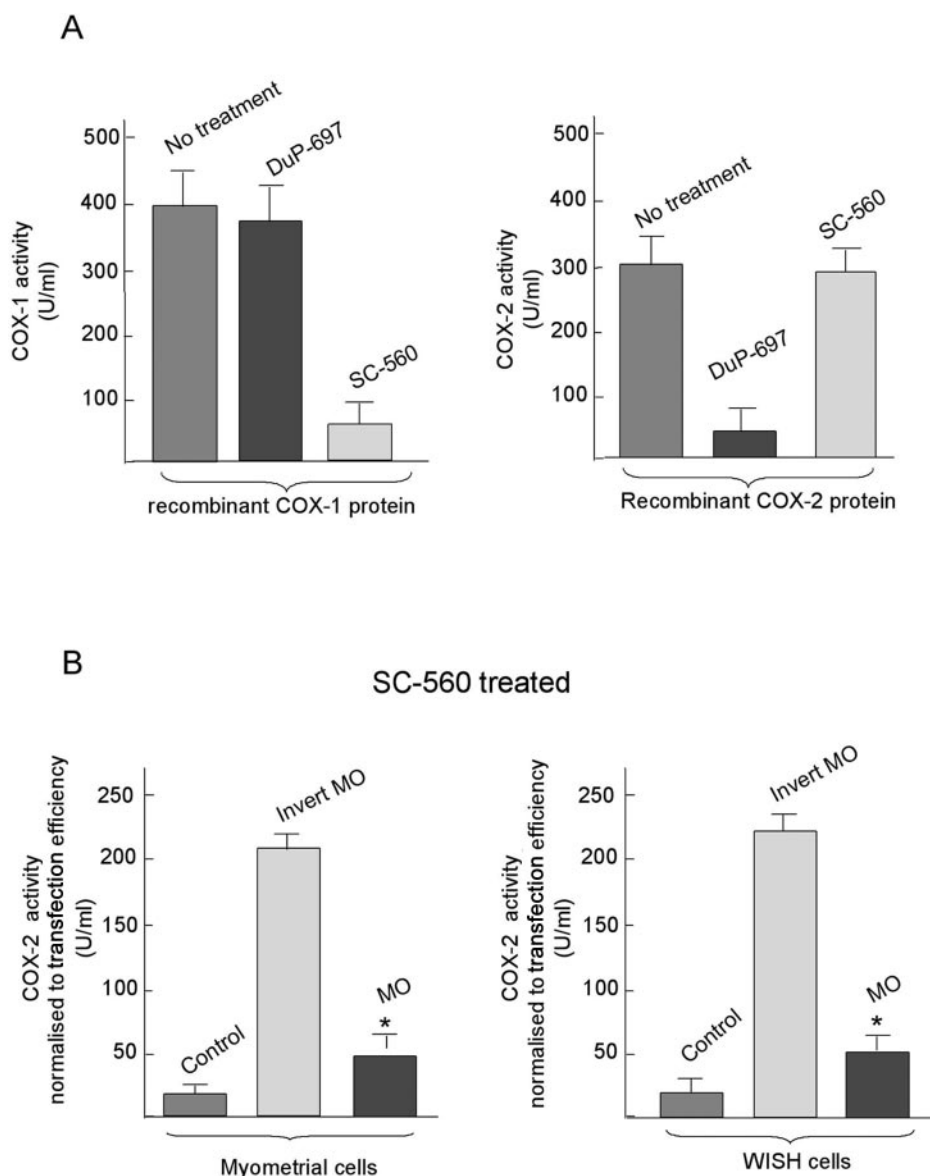 A
COX-1 activity
(U/ml)
500
400
300
200
100
No treatment
DuP-697
SC-560
recombinant COX-1 protein
COX-2 activity
(U/ml)
500
400
300
200
100
No treatment
DuP-697
SC-560
Recombinant COX-2 protein
B
SC-560 treated
COX-2 activity
normalised to transfection efficiency
(U/ml)
250
200
150
100
50
Control
Invert MO
MO
*
Myometrial cells
COX-2 activity
normalised to transfection efficiency
(U/ml)
250
200
150
100
50
Control
Invert MO
MO
*
WISH cells